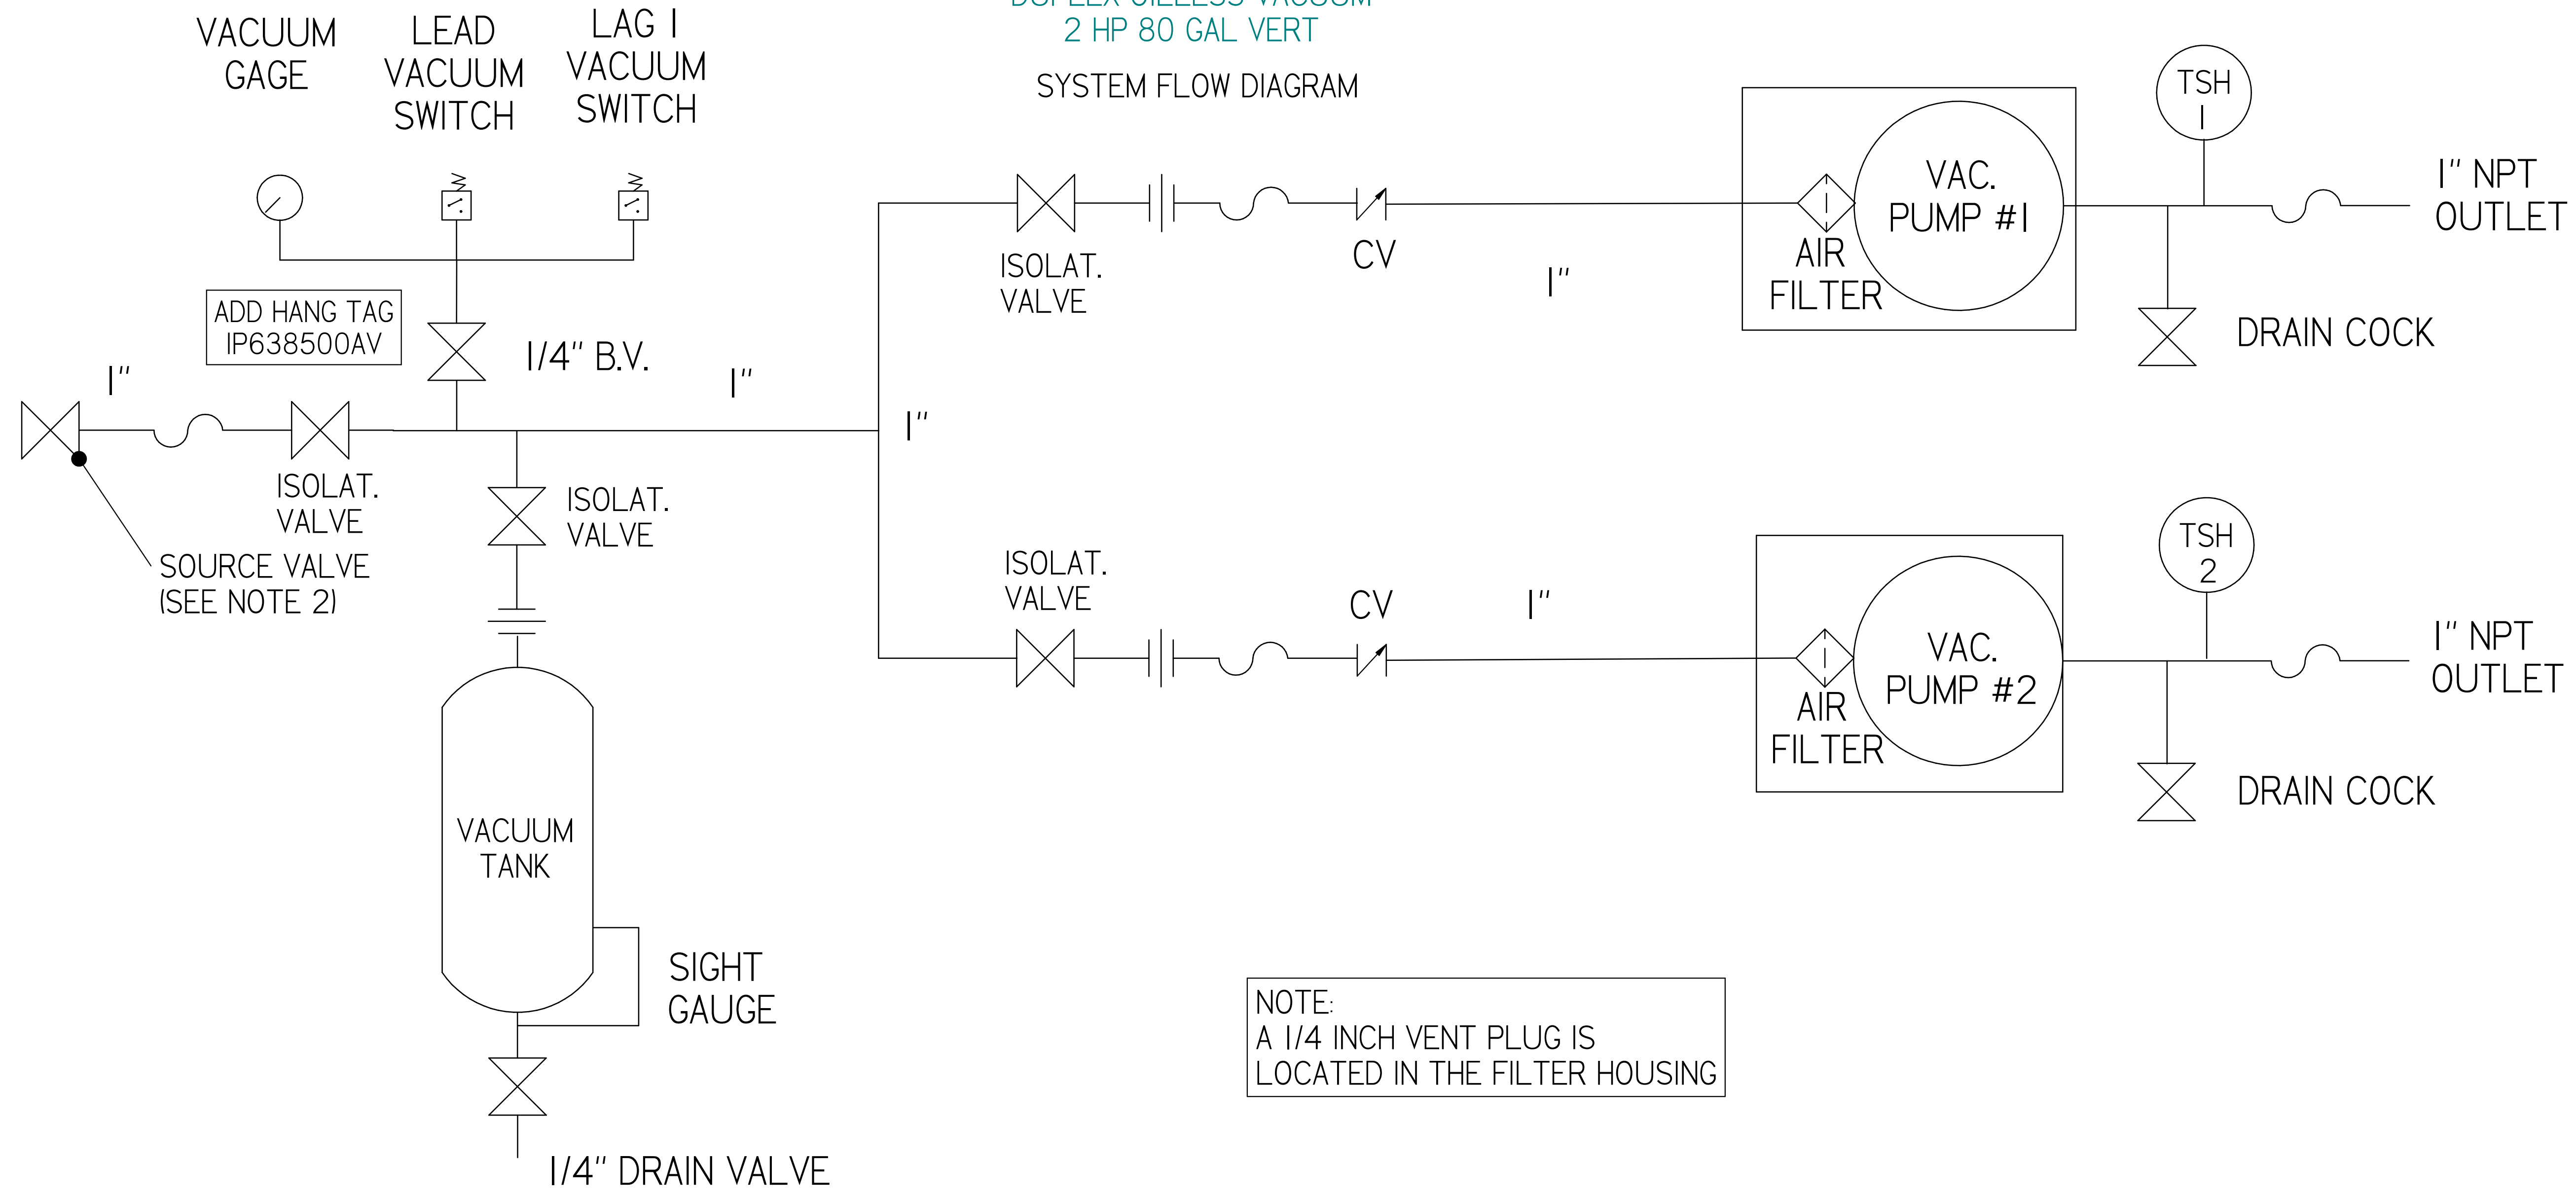 DUPLEX OILLESS VACUUM
2 HP 80 GAL VERT
SYSTEM FLOW DIAGRAM
VACUUM
GAGE
LEAD
VACUUM
SWITCH
LAG 1
VACUUM
SWITCH
ADD HANG TAG
IP638500AV
1/4" B.V.
1"
1"
1"
ISOLAT.
VALVE
SOURCE VALVE
(SEE NOTE 2)
ISOLAT.
VALVE
VACUUM
TANK
SIGHT
GAUGE
1/4" DRAIN VALVE
ISOLAT.
VALVE
CV
1"
AIR
FILTER
VAC.
PUMP #1
TSH
1
1" NPT
OUTLET
DRAIN COCK
ISOLAT.
VALVE
CV
1"
AIR
FILTER
VAC.
PUMP #2
TSH
2
1" NPT
OUTLET
DRAIN COCK
NOTE:
A 1/4 INCH VENT PLUG IS
LOCATED IN THE FILTER HOUSING